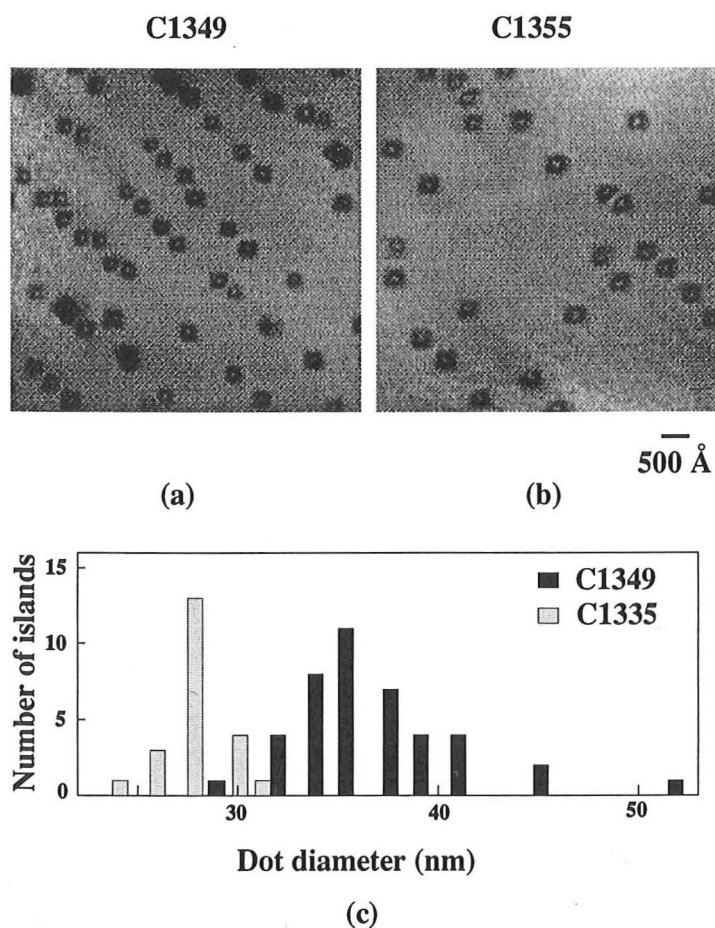 C1349 C1355
500 Å
(a) (b)
15
10
5
0
Number of islands
C1349
C1335
30 40 50
Dot diameter (nm)
(c)